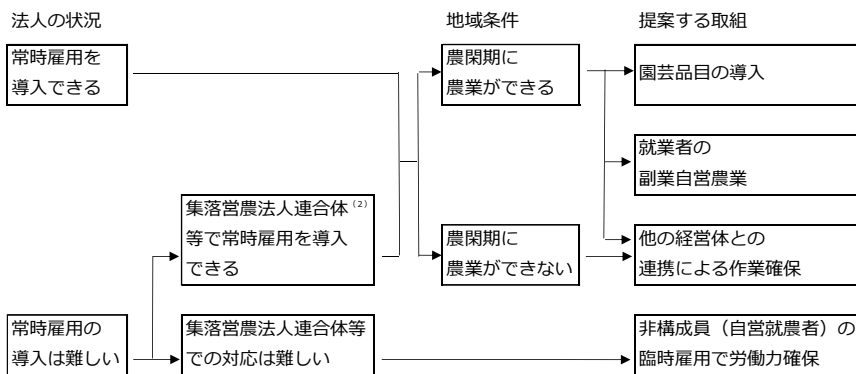 法人の状況
地域条件
提案する取組
常時雇用を
導入できる
農閑期に
農業ができる
園芸品目の導入
就業者の
副業自営農業
集落営農法人連合体(2)
等で常時雇用を導入
できる
農閑期に
農業ができない
他の経営体との
連携による作業確保
常時雇用の
導入は難しい
集落営農法人連合体等
での対応は難しい
非構成員（自営就農者）の
臨時雇用で労働力確保